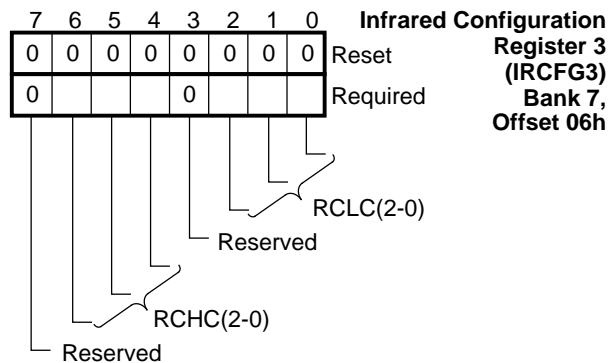 7 6 5 4 3 2 1 0
Infrared Configuration
Register 3
(IRCFG3)
Bank 7,
Offset 06h
0 0 0 0 0 0 0 0 Reset
0 0 Required
RCLC(2-0)
Reserved
RCHC(2-0)
Reserved